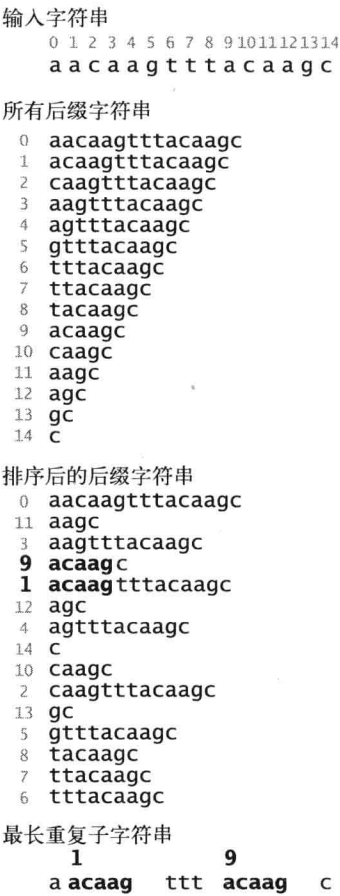 输入字符串
0 1 2 3 4 5 6 7 8 9 10 11 12 13 14
a a c a a g t t t a c a a g c
所有后缀字符串
0 aacaagtttacaagc
1 acaagtttacaagc
2 caagtttacaagc
3 aagtttacaagc
4 agtttacaagc
5 gtttacaagc
6 tttacaagc
7 ttacaagc
8 tacaagc
9 acaagc
10 caagc
11 aagc
12 agc
13 gc
14 c
排序后的后缀字符串
0 aacaagtttacaagc
11 aagc
3 aagtttacaagc
9 acaagc
1 acaagtttacaagc
12 agc
4 agtttacaagc
14 c
10 caagc
2 caagtttacaagc
13 gc
5 gtttacaagc
8 tacaagc
7 ttacaagc
6 tttacaagc
最长重复子字符串
1 9
a acaag ttt acaag c